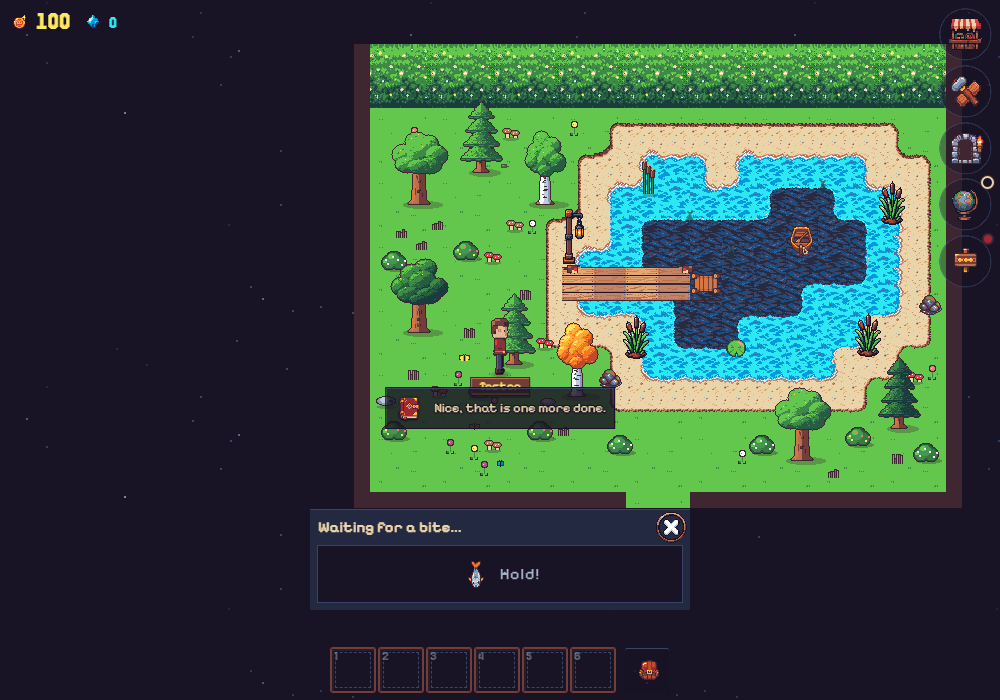 100
0
Nice, that is one more done.
Waiting for a bite...
Hold!
1 2 3 4 5 6